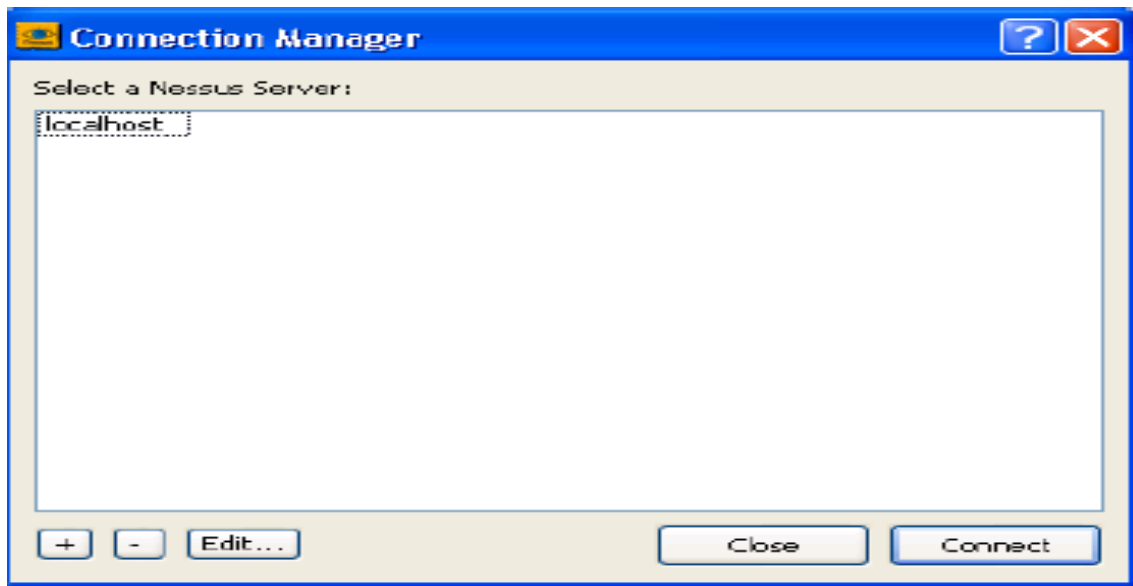 Connection Manager
?
Select a Nessus Server:
localhost
+ - Edit... Close Connect